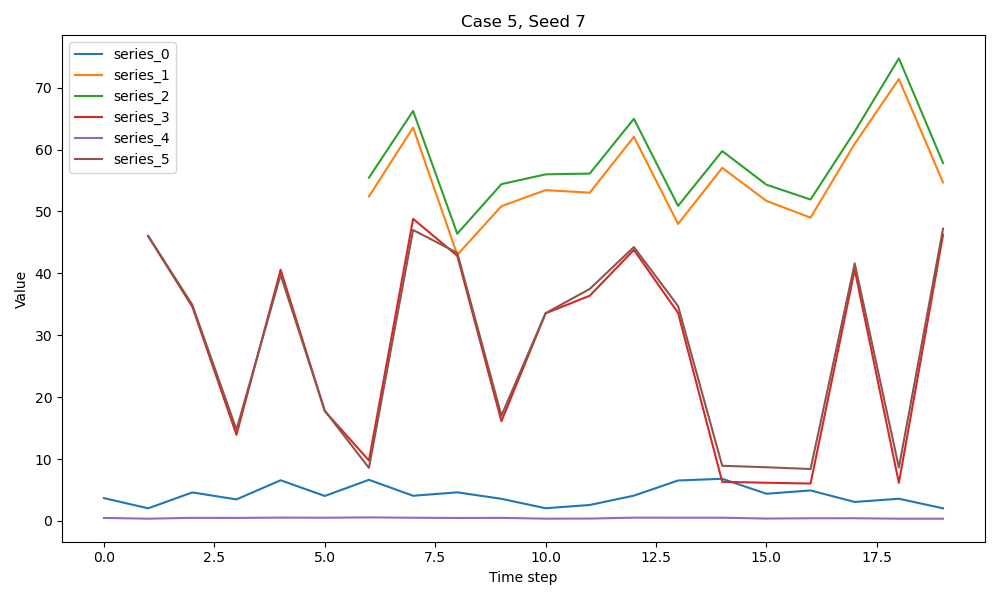 Case 5, Seed 7
series_0
series_1
series_2
series_3
series_4
series_5
Value
70
60
50
40
30
20
10
0
0.0 2.5 5.0 7.5 10.0 12.5 15.0 17.5
Time step